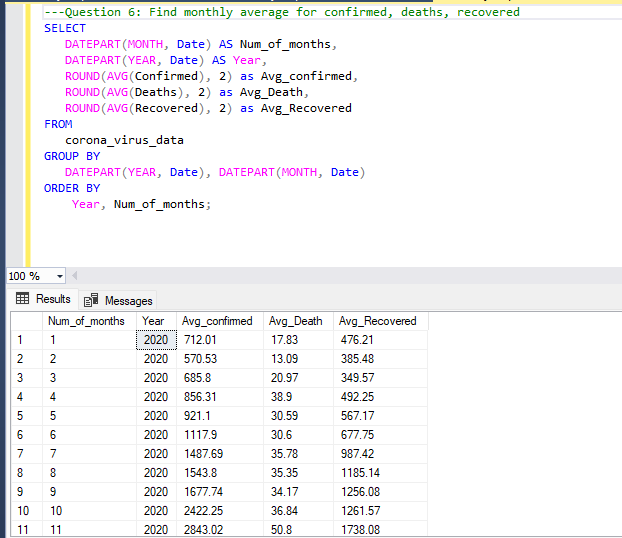 ---Question 6: Find monthly average for confirmed, deaths, recovered
SELECT
DATEPART(MONTH, Date) AS Num_of_months,
DATEPART(YEAR, Date) AS Year,
ROUND(AVG(Confirmed), 2) as Avg_confirmed,
ROUND(AVG(Deaths), 2) as Avg_Death,
ROUND(AVG(Recovered), 2) as Avg_Recovered
FROM
corona_virus_data
GROUP BY
DATEPART(YEAR, Date), DATEPART(MONTH, Date)
ORDER BY
Year, Num_of_months;
100 %
Results Messages
Num_of_months Year Avg_confirmed Avg_Death Avg_Recovered
1 1 2020 712.01 17.83 476.21
2 2 2020 570.53 13.09 385.48
3 3 2020 685.8 20.97 349.57
4 4 2020 856.31 38.9 492.25
5 5 2020 921.1 30.59 567.17
6 6 2020 1117.9 30.6 677.75
7 7 2020 1487.69 35.78 987.42
8 8 2020 1543.8 35.35 1185.14
9 9 2020 1677.74 34.17 1256.08
10 10 2020 2422.25 36.84 1261.57
11 11 2020 2843.02 50.8 1738.08